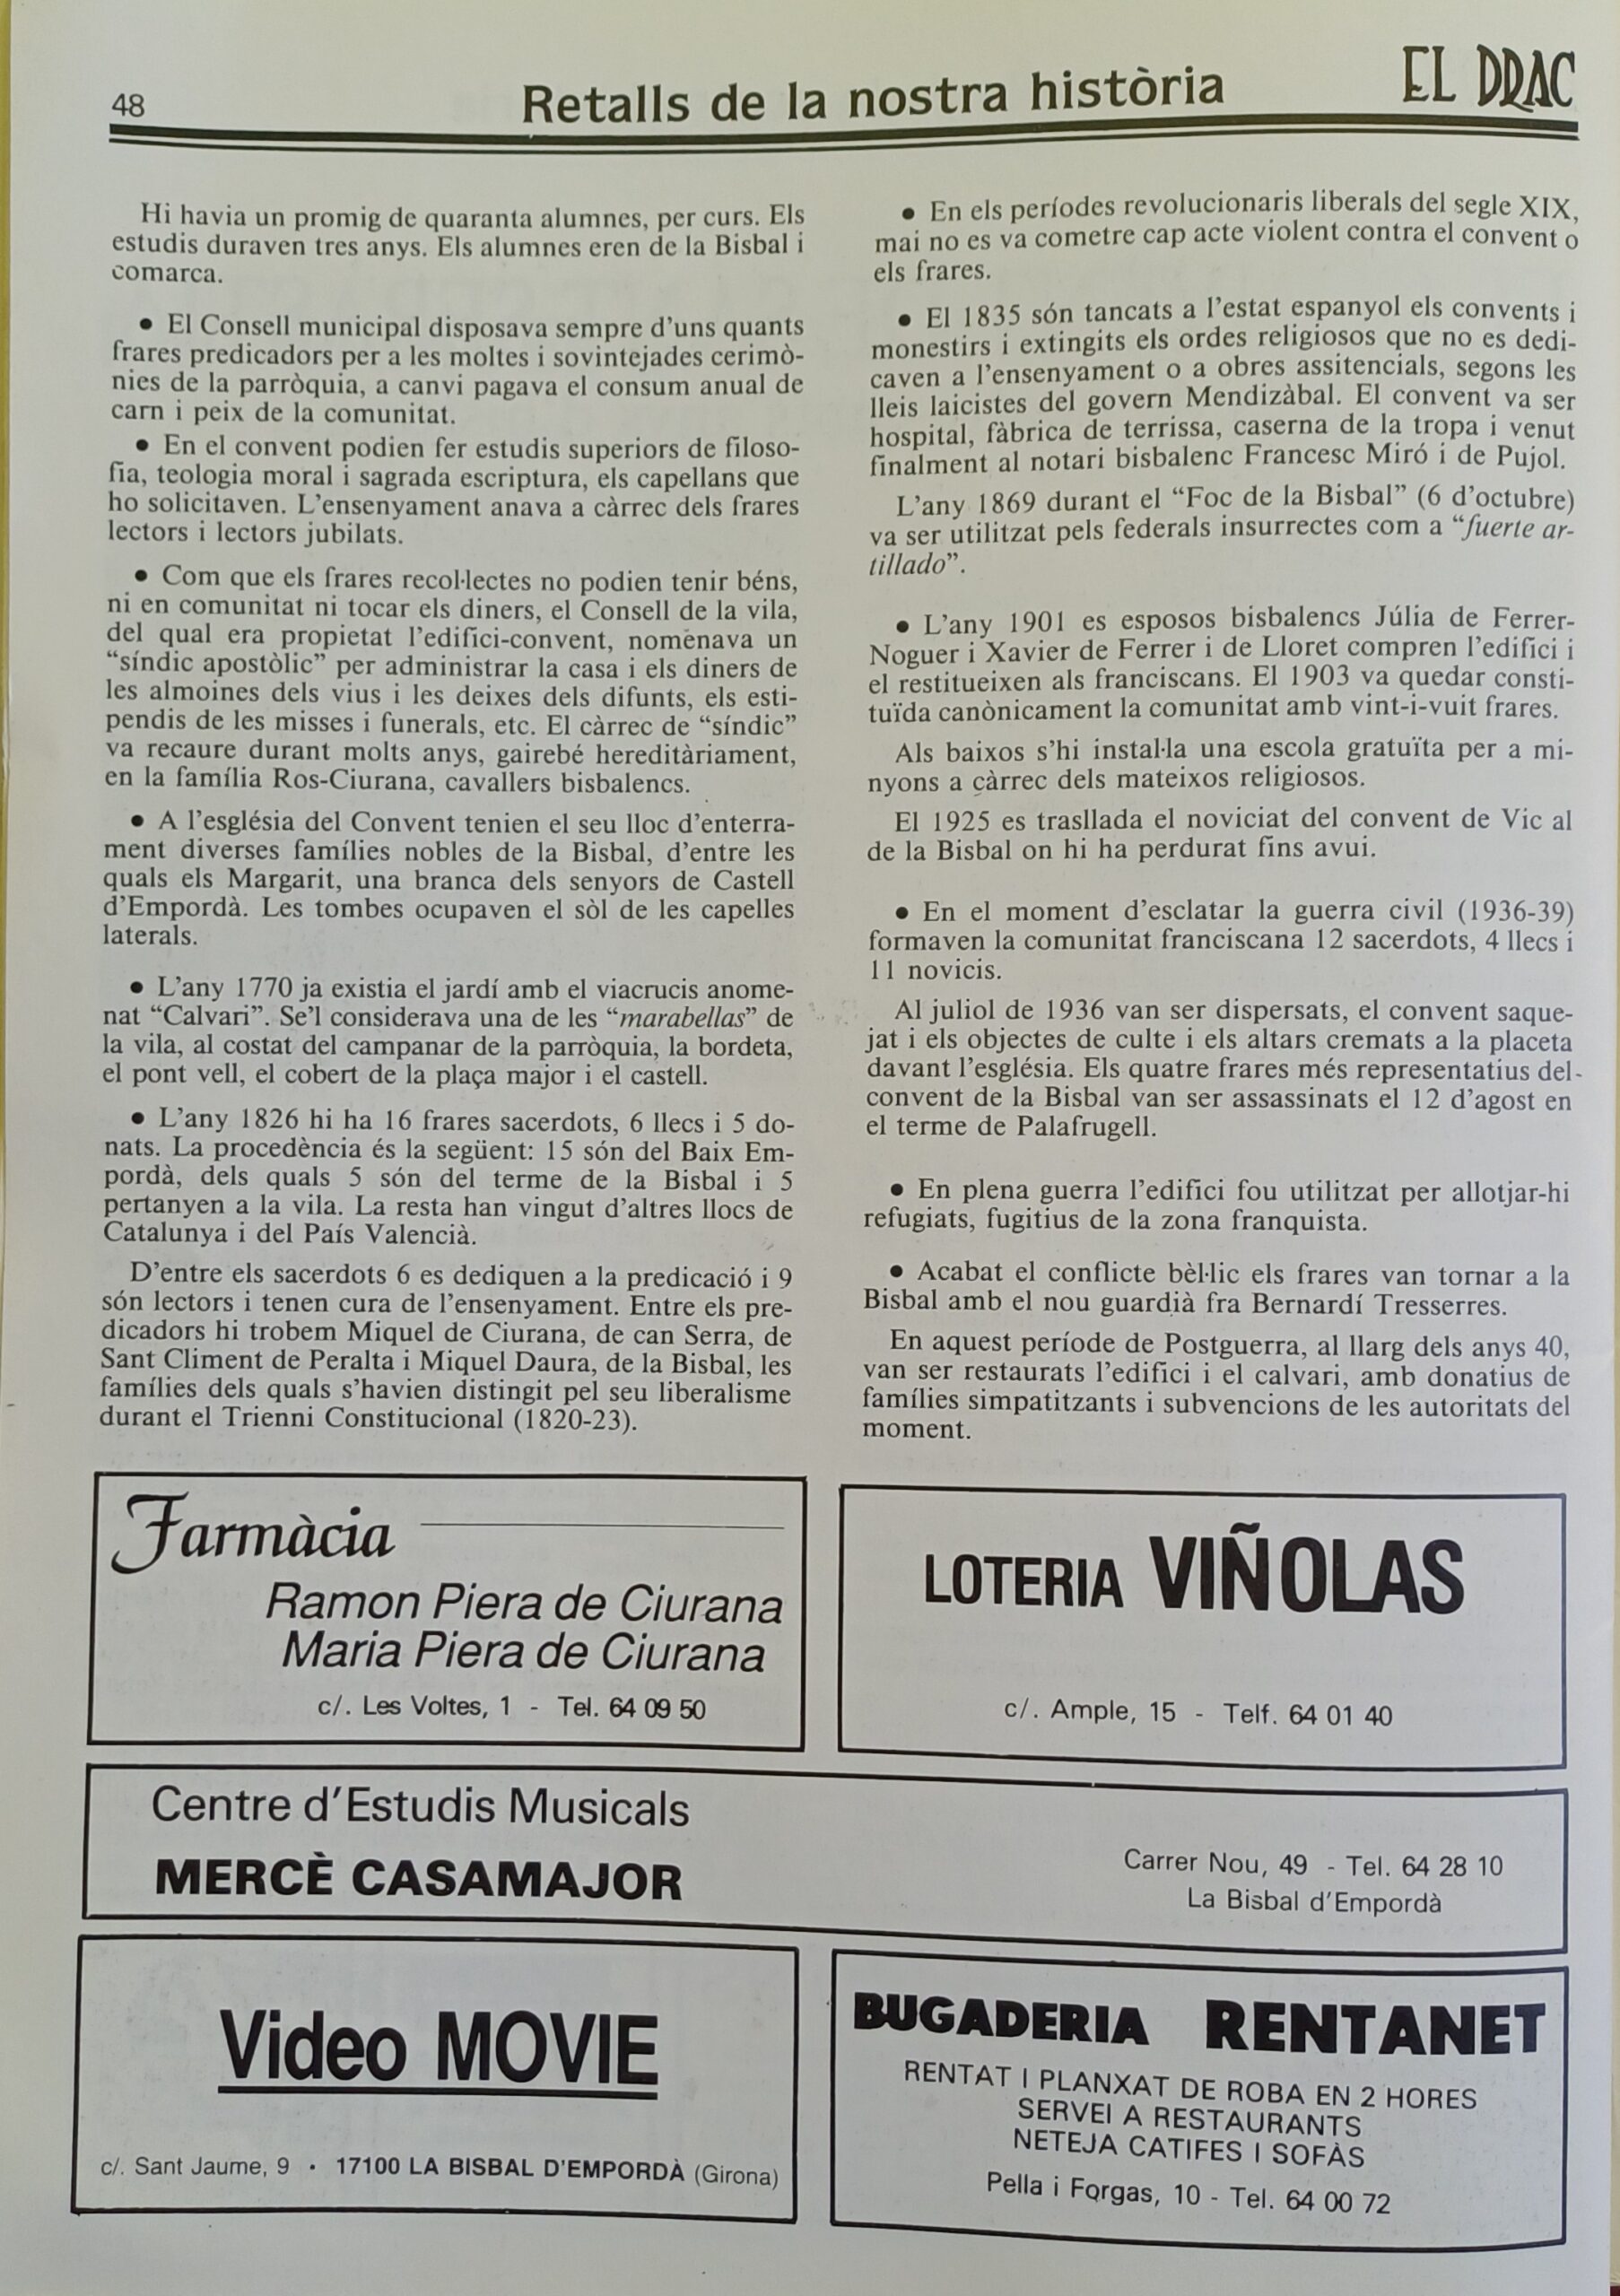 48
Retalls de la nostra història
EL DRAC
Hi havia un promig de quaranta alumnes, per curs. Els
estudis duraven tres anys. Els alumnes eren de la Bisbal i
comarca.
• El Consell municipal disposava sempre d'uns quants
frares predicadors per a les moltes i sovintejades cerimò-
nies de la parròquia, a canvi pagava el consum anual de
carn i peix de la comunitat.
• En el convent podien fer estudis superiors de filoso-
fia, teologia moral i sagrada escriptura, els capellans que
ho solicitaven. L'ensenyament anava a càrrec dels frares
lectors i lectors jubilats.
• Com que els frares recol·lectes no podien tenir béns,
ni en comunitat ni tocar els diners, el Consell de la vila,
del qual era propietat l'edifici-convent, nomenava un
"síndic apostòlic" per administrar la casa i els diners de
les almoines dels vius i les deixes dels difunts, els esti-
pendis de les misses i funerals, etc. El càrrec de "síndic"
va recaure durant molts anys, gairebé hereditàriament,
en la família Ros-Ciurana, cavallers bisbalencs.
• A l'església del Convent tenien el seu lloc d'enterra-
ment diverses famílies nobles de la Bisbal, d'entre les
quals els Margarit, una branca dels senyors de Castell
d'Empordà. Les tombes ocupaven el sòl de les capelles
laterals.
• L'any 1770 ja existia el jardí amb el viacrucis anome-
nat "Calvari". Se'l considerava una de les "marabellas" de
la vila, al costat del campanar de la parròquia, la bordeta,
el pont vell, el cobert de la plaça major i el castell.
• L'any 1826 hi ha 16 frares sacerdots, 6 llecs i 5 do-
nats. La procedència és la següent: 15 són del Baix Em-
pordà, dels quals 5 són del terme de la Bisbal i 5
pertanyen a la vila. La resta han vingut d'altres llocs de
Catalunya i del País Valencià.
D'entre els sacerdots 6 es dediquen a la predicació i 9
són lectors i tenen cura de l'ensenyament. Entre els pre-
dicadors hi trobem Miquel de Ciurana, de can Serra, de
Sant Climent de Peralta i Miquel Daura, de la Bisbal, les
famílies dels quals s'havien distingit pel seu liberalisme
durant el Trienni Constitucional (1820-23).
• En els períodes revolucionaris liberals del segle XIX,
mai no es va cometre cap acte violent contra el convent o
els frares.
• El 1835 són tancats a l'estat espanyol els convents i
monestirs i extingits els ordes religiosos que no es dedi-
caven a l'ensenyament o a obres assitencials, segons les
lleis laicistes del govern Mendizàbal. El convent va ser
hospital, fàbrica de terrissa, caserna de la tropa i venut
finalment al notari bisbalenc Francesc Miró i de Pujol.
L'any 1869 durant el "Foc de la Bisbal" (6 d'octubre)
va ser utilitzat pels federals insurrectes com a "fuerte ar-
tillado".
• L'any 1901 es esposos bisbalencs Júlia de Ferrer-
Noguer i Xavier de Ferrer i de Lloret compren l'edifici i
el restitueixen als franciscans. El 1903 va quedar consti-
tuïda canònicament la comunitat amb vint-i-vuit frares.
Als baixos s'hi instal·la una escola gratuïta per a mi-
nyons a càrrec dels mateixos religiosos.
El 1925 es trasllada el noviciat del convent de Vic al
de la Bisbal on hi ha perdurat fins avui.
• En el moment d'esclatar la guerra civil (1936-39)
formaven la comunitat franciscana 12 sacerdots, 4 llecs i
11 novicis.
Al juliol de 1936 van ser dispersats, el convent saque-
jat i els objectes de culte i els altars cremats a la placeta
davant l'església. Els quatre frares més representatius del-
convent de la Bisbal van ser assassinats el 12 d'agost en
el terme de Palafrugell.
• En plena guerra l'edifici fou utilitzat per allotjar-hi
refugiats, fugitius de la zona franquista.
• Acabat el conflicte bèl·lic els frares van tornar a la
Bisbal amb el nou guardià fra Bernardí Tresserres.
En aquest període de Postguerra, al llarg dels anys 40,
van ser restaurats l'edifici i el calvari, amb donatius de
famílies simpatitzants i subvencions de les autoritats del
moment.
Farmàcia
Ramon Piera de Ciurana
Maria Piera de Ciurana
c/. Les Voltes, 1 - Tel. 64 09 50
LOTERIA VIÑOLAS
c/. Ample, 15 - Telf. 64 01 40
Centre d'Estudis Musicals
MERCÈ CASAMAJOR
Carrer Nou, 49 - Tel. 64 28 10
La Bisbal d'Empordà
Video MOVIE
c/. Sant Jaume, 9 • 17100 LA BISBAL D'EMPORDÀ (Girona)
BUGADERIA RENTANET
RENTAT I PLANXAT DE ROBA EN 2 HORES
SERVEI A RESTAURANTS
NETEJA CATIFES I SOFÀS
Pella i Forgas, 10 - Tel. 64 00 72